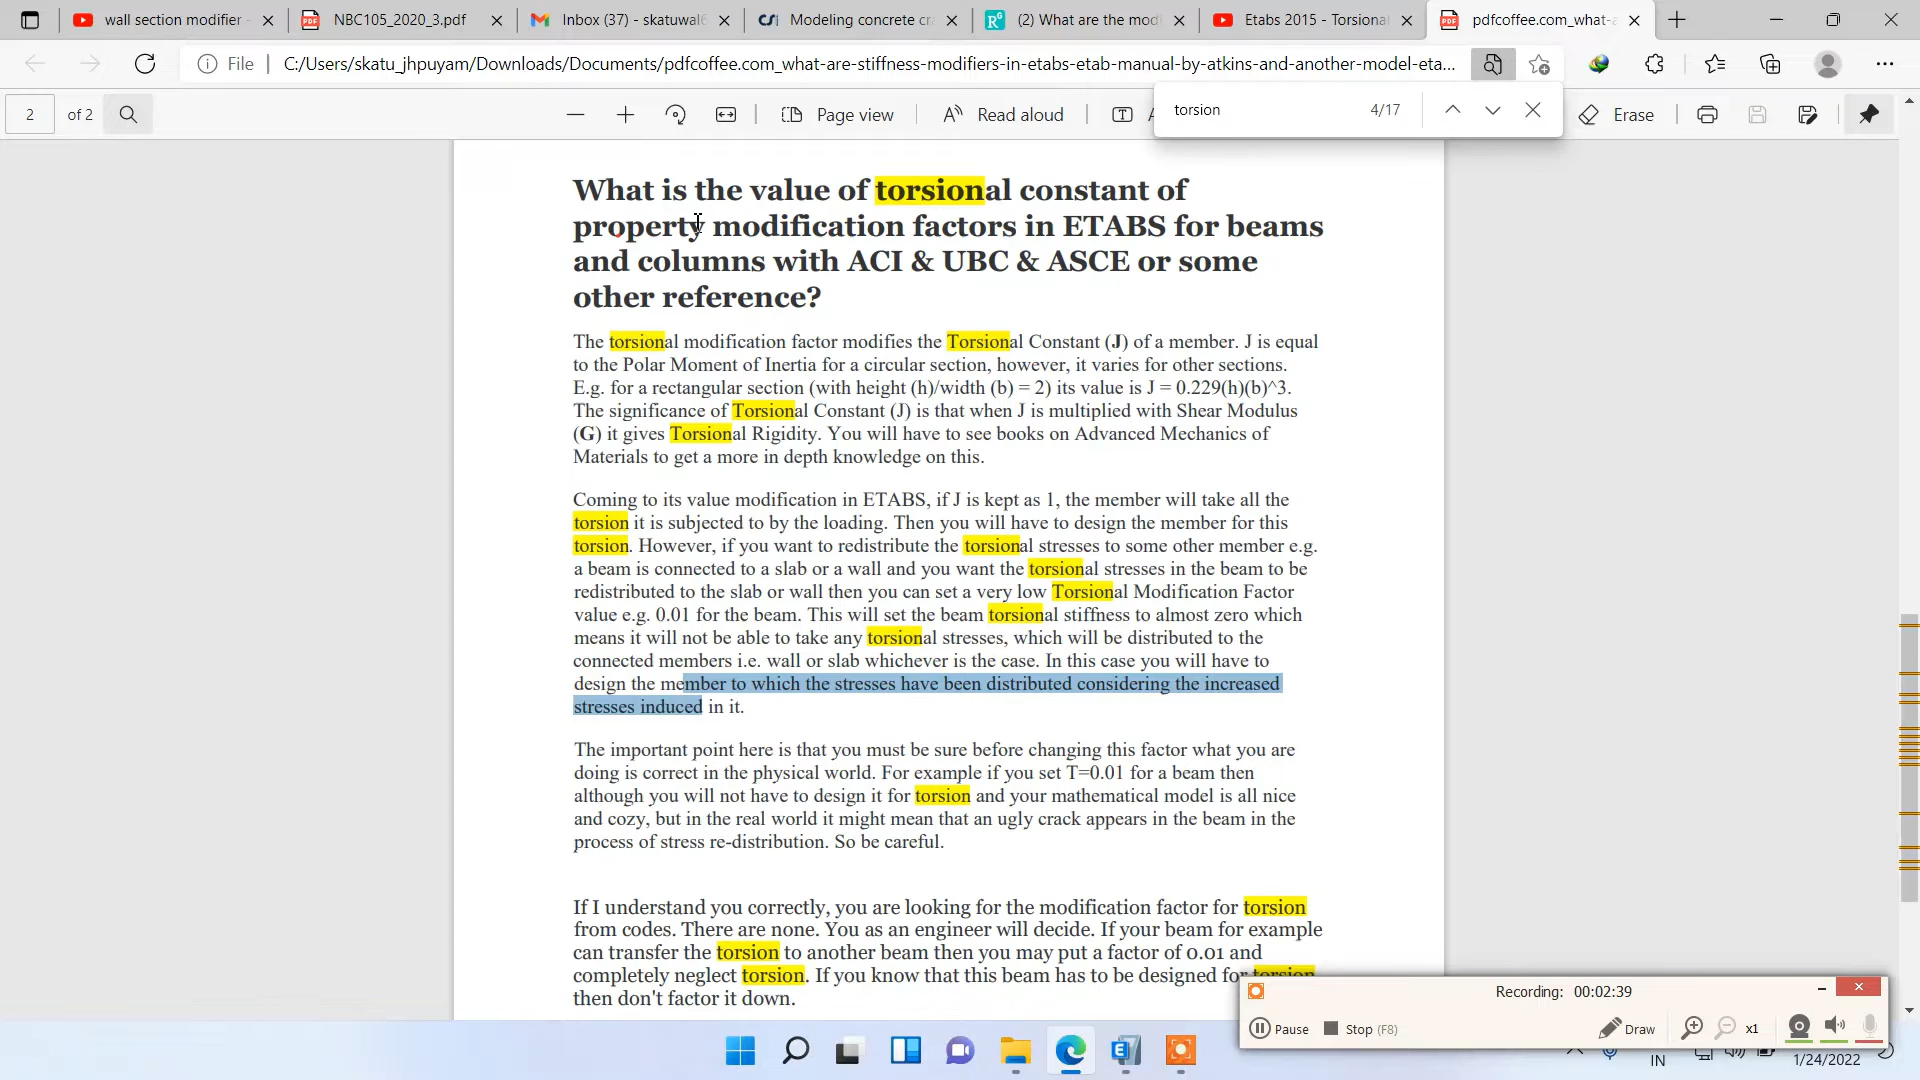 wall section modifier -
NBC105_2020_3.pdf
Inbox (37) - skatuwal6
Modeling concrete cr
(2) What are the mod
Etabs 2015 - Torsional
pdfcoffee.com_what-a
File
C:/Users/skatu_jhpuyam/Downloads/Documents/pdfcoffee.com_what-are-stiffness-modifiers-in-etabs-etab-manual-by-atkins-and-another-model-eta...
torsion 4/17
2 of 2
Page view
Read aloud
Erase
What is the value of torsional constant of
property modification factors in ETABS for beams
and columns with ACI & UBC & ASCE or some
other reference?
The torsional modification factor modifies the Torsional Constant (J) of a member. J is equal
to the Polar Moment of Inertia for a circular section, however, it varies for other sections.
E.g. for a rectangular section (with height (h)/width (b) = 2) its value is J = 0.229(h)(b)^3.
The significance of Torsional Constant (J) is that when J is multiplied with Shear Modulus
(G) it gives Torsional Rigidity. You will have to see books on Advanced Mechanics of
Materials to get a more in depth knowledge on this.
Coming to its value modification in ETABS, if J is kept as 1, the member will take all the
torsion it is subjected to by the loading. Then you will have to design the member for this
torsion. However, if you want to redistribute the torsional stresses to some other member e.g.
a beam is connected to a slab or a wall and you want the torsional stresses in the beam to be
redistributed to the slab or wall then you can set a very low Torsional Modification Factor
value e.g. 0.01 for the beam. This will set the beam torsional stiffness to almost zero which
means it will not be able to take any torsional stresses, which will be distributed to the
connected members i.e. wall or slab whichever is the case. In this case you will have to
design the member to which the stresses have been distributed considering the increased
stresses induced in it.
The important point here is that you must be sure before changing this factor what you are
doing is correct in the physical world. For example if you set T=0.01 for a beam then
although you will not have to design it for torsion and your mathematical model is all nice
and cozy, but in the real world it might mean that an ugly crack appears in the beam in the
process of stress re-distribution. So be careful.
If I understand you correctly, you are looking for the modification factor for torsion
from codes. There are none. You as an engineer will decide. If your beam for example
can transfer the torsion to another beam then you may put a factor of 0.01 and
completely neglect torsion. If you know that this beam has to be designed for torsion
then don't factor it down.
Recording: 00:02:39
Pause
Stop (F8)
Draw
x1
IN
1/24/2022